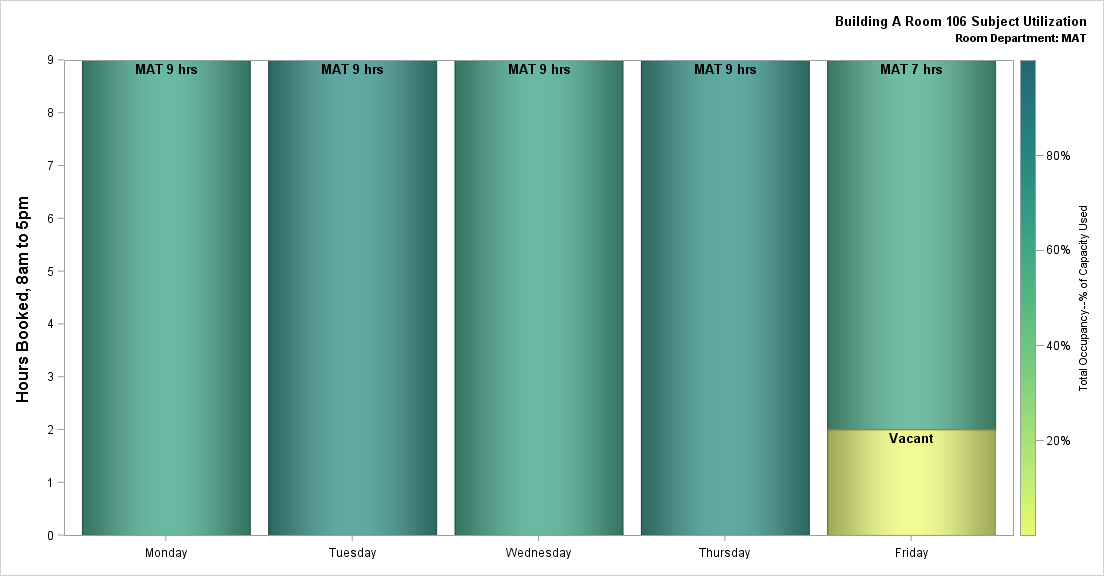 Building A Room 106 Subject Utilization
Room Department: MAT
Hours Booked, 8am to 5pm
9
8
7
6
5
4
3
2
1
0
MAT 9 hrs
MAT 9 hrs
MAT 9 hrs
MAT 9 hrs
MAT 7 hrs
Vacant
Monday
Tuesday
Wednesday
Thursday
Friday
80%
60%
40%
20%
Total Occupancy--% of Capacity Used